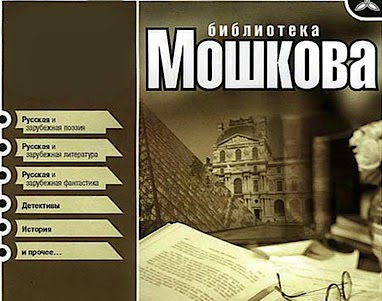 библиотека
Мошкова
Русская и
зарубежная поэзия
Русская и
зарубежная литература
Русская и
зарубежная фантастика
Детективы
История
и прочее...